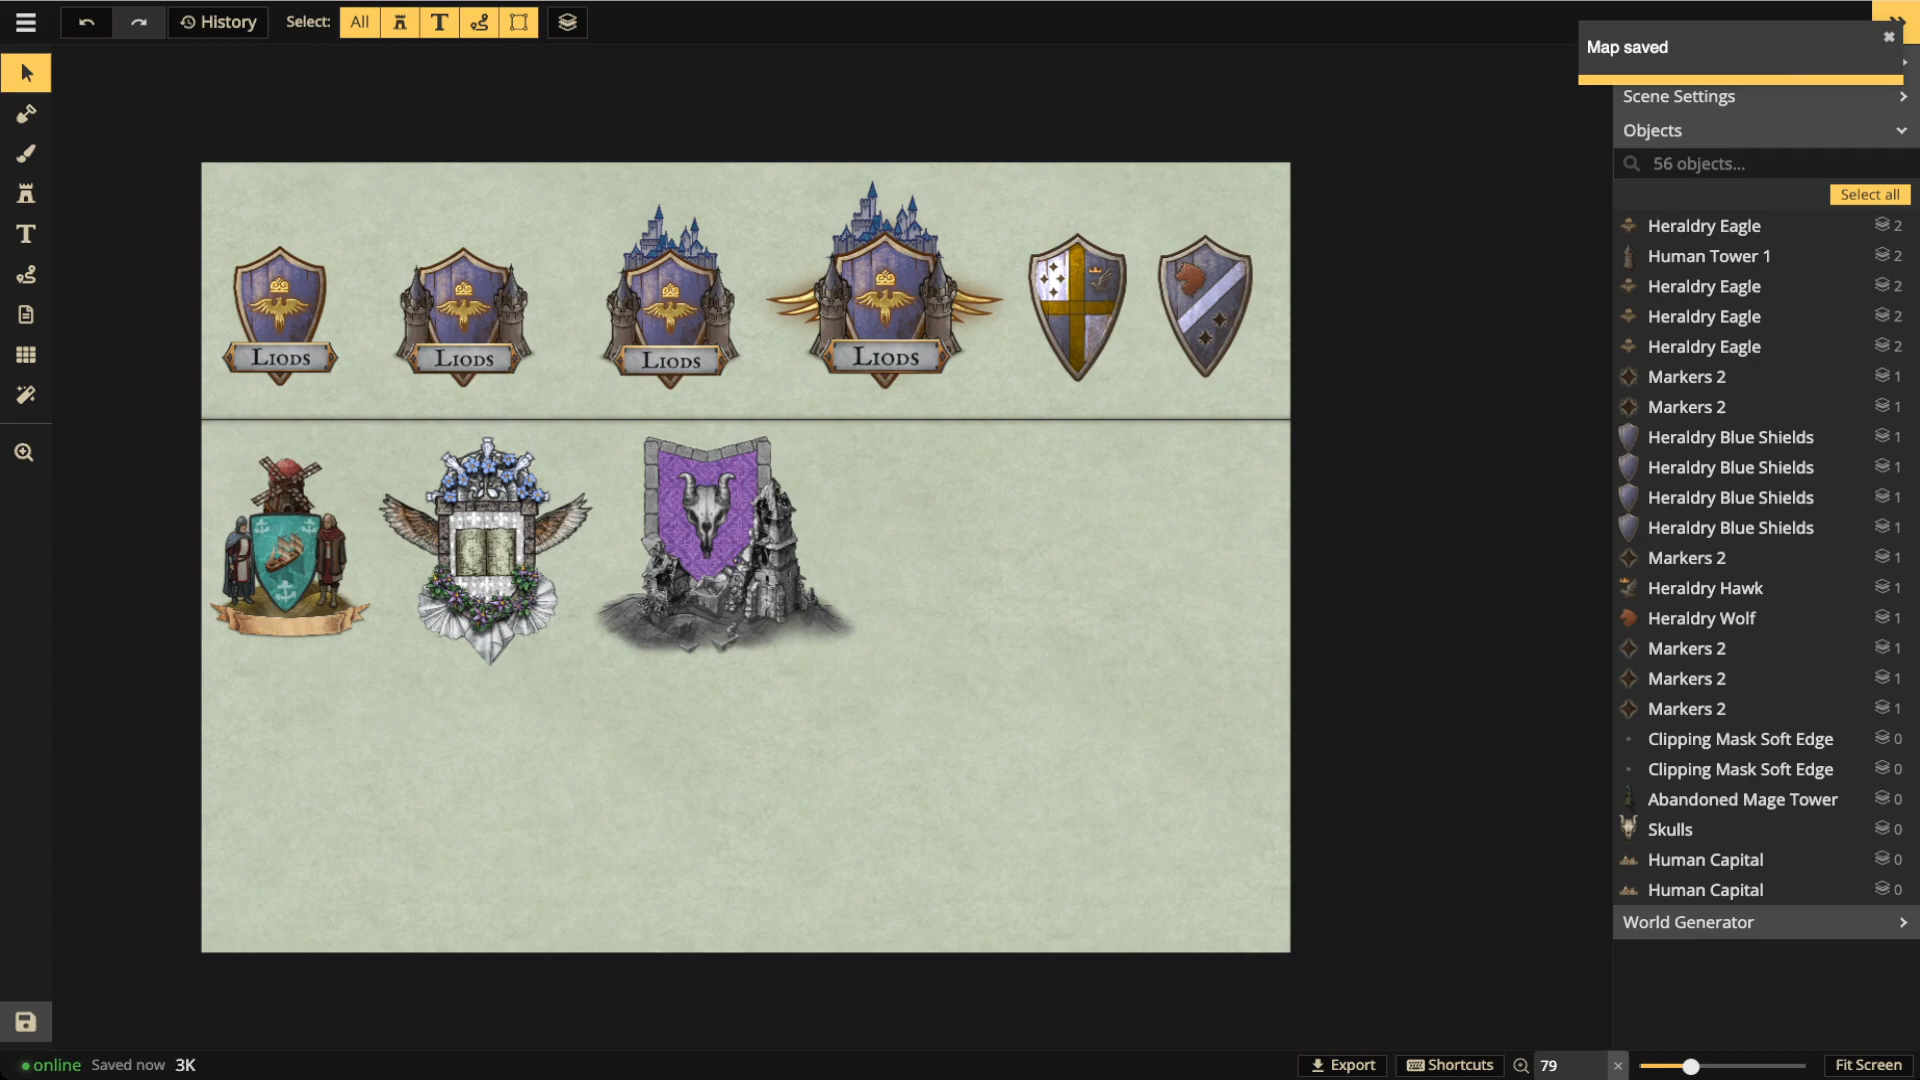 History
Select:
All
T
Map saved
Scene Settings
Objects
56 objects...
Select all
Heraldry Eagle 2
Human Tower 1 2
Heraldry Eagle 2
Heraldry Eagle 2
Heraldry Eagle 2
Markers 2 1
Markers 2 1
Heraldry Blue Shields 1
Heraldry Blue Shields 1
Heraldry Blue Shields 1
Heraldry Blue Shields 1
Markers 2 1
Heraldry Hawk 1
Heraldry Wolf 1
Markers 2 1
Markers 2 1
Markers 2 1
Clipping Mask Soft Edge 0
Clipping Mask Soft Edge 0
Abandoned Mage Tower 0
Skulls 0
Human Capital 0
Human Capital 0
World Generator
Liods
Liods
Liods
Liods
online Saved now 3K
Export
Shortcuts
79
Fit Screen